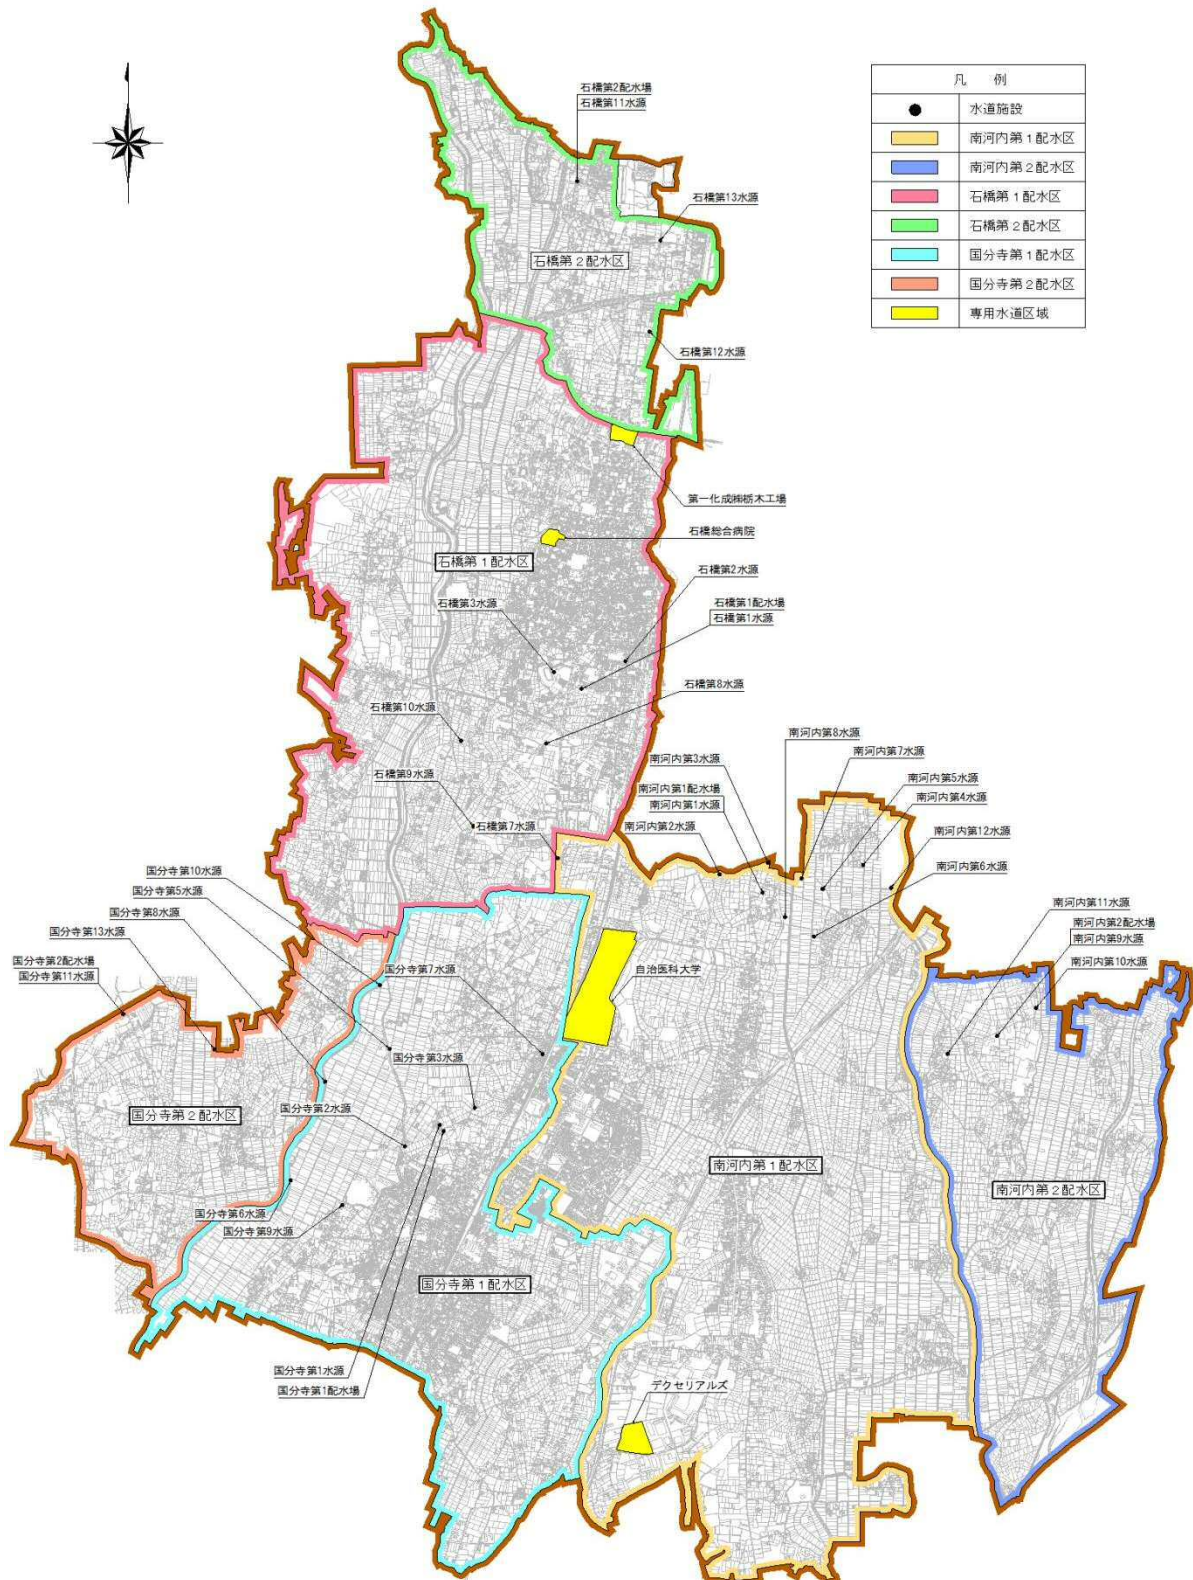 凡 例
水道施設
南河内第1配水区
南河内第2配水区
石橋第1配水区
石橋第2配水区
国分寺第1配水区
国分寺第2配水区
専用水道区域
石橋第2配水場
石橋第11水源
石橋第13水源
石橋第2配水区
石橋第12水源
第一化成㈱栃木工場
石橋総合病院
石橋第1配水区
石橋第2水源
石橋第3水源
石橋第1配水場
石橋第1水源
石橋第8水源
石橋第10水源
石橋第9水源
石橋第7水源
南河内第8水源
南河内第3水源
南河内第7水源
南河内第1配水場
南河内第1水源
南河内第2水源
南河内第5水源
南河内第4水源
南河内第12水源
南河内第6水源
南河内第11水源
南河内第2配水場
南河内第9水源
南河内第10水源
国分寺第10水源
国分寺第5水源
国分寺第8水源
国分寺第13水源
国分寺第2配水場
国分寺第11水源
国分寺第7水源
自治医科大学
国分寺第3水源
国分寺第2配水区
国分寺第2水源
南河内第1配水区
南河内第2配水区
国分寺第6水源
国分寺第9水源
国分寺第1配水区
国分寺第1水源
国分寺第1配水場
デクセリアルズ